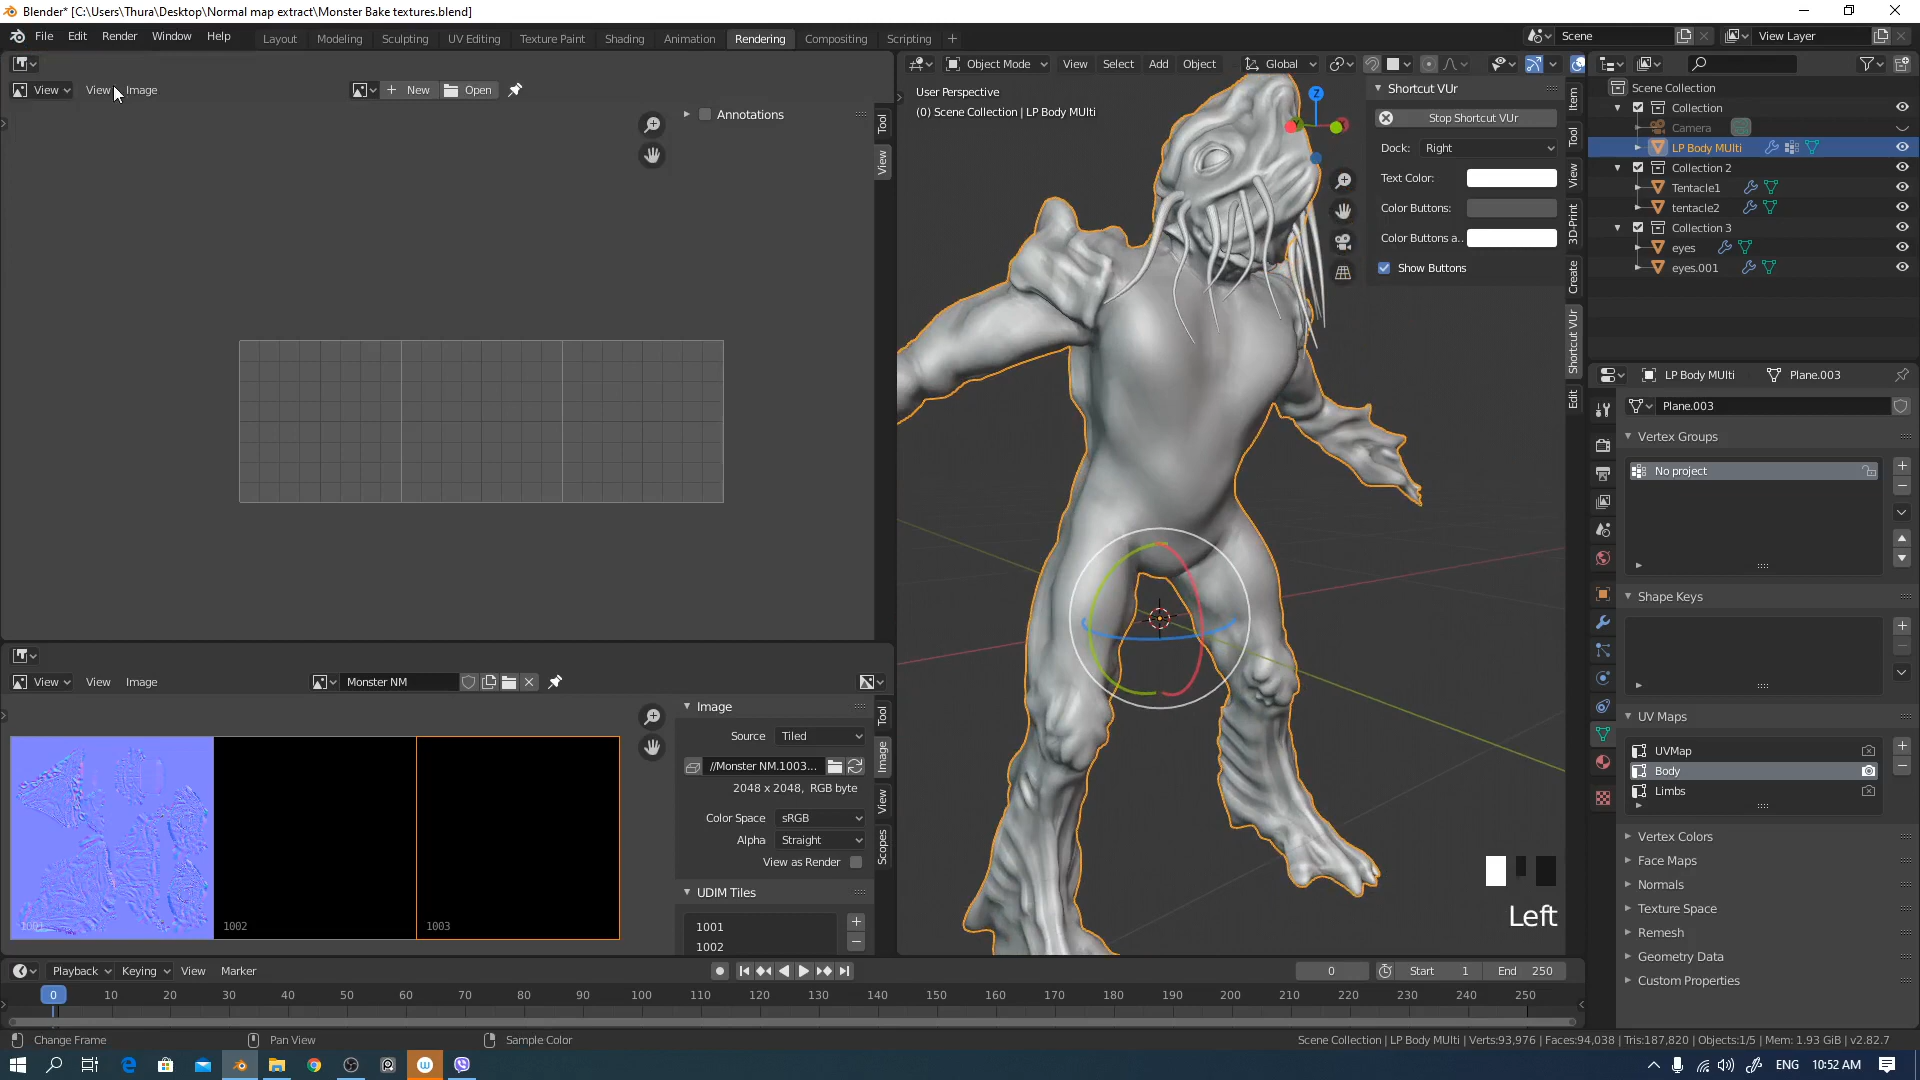 Blender* [C:\Users\Thura\Desktop\Normal map extract\Monster Bake textures.blend]
File Edit Render Window Help
Layout Modeling Sculpting UV Editing Texture Paint Shading Animation Rendering Compositing Scripting
Scene
View Layer
View View Image
New Open
Annotations
Tool
View
Object Mode View Select Add Object Global
User Perspective
(0) Scene Collection | LP Body MUlti
Z
Shortcut VUr
Stop Shortcut VUr
Dock: Right
Text Color:
Color Buttons:
Color Buttons a..
Show Buttons
Item
Tool
View
3D-Print
Create
Shortcut VUr
Edit
Left
Scene Collection
Collection
Camera
LP Body MUlti
Collection 2
Tentacle1
tentacle2
Collection 3
eyes
eyes.001
LP Body MUlti Plane.003
Plane.003
Vertex Groups
No project
Shape Keys
UV Maps
UVMap
Body
Limbs
Vertex Colors
Face Maps
Normals
Texture Space
Remesh
Geometry Data
Custom Properties
View View Image
Monster NM
1001
1002
1003
Image
Source Tiled
//Monster NM.1003...
2048 x 2048, RGB byte
Color Space sRGB
Alpha Straight
View as Render
UDIM Tiles
1001
1002
Tool
Image
View
Scopes
Playback Keying View Marker
0 Start 1 End 250
0 10 20 30 40 50 60 70 80 90 100 110 120 130 140 150 160 170 180 190 200 210 220 230 240 250
Change Frame
Pan View
Sample Color
Scene Collection | LP Body MUlti | Verts:93,976 | Faces:94,038 | Tris:187,820 | Objects:1/5 | Mem: 1.93 GiB | v2.82.7
ENG 10:52 AM